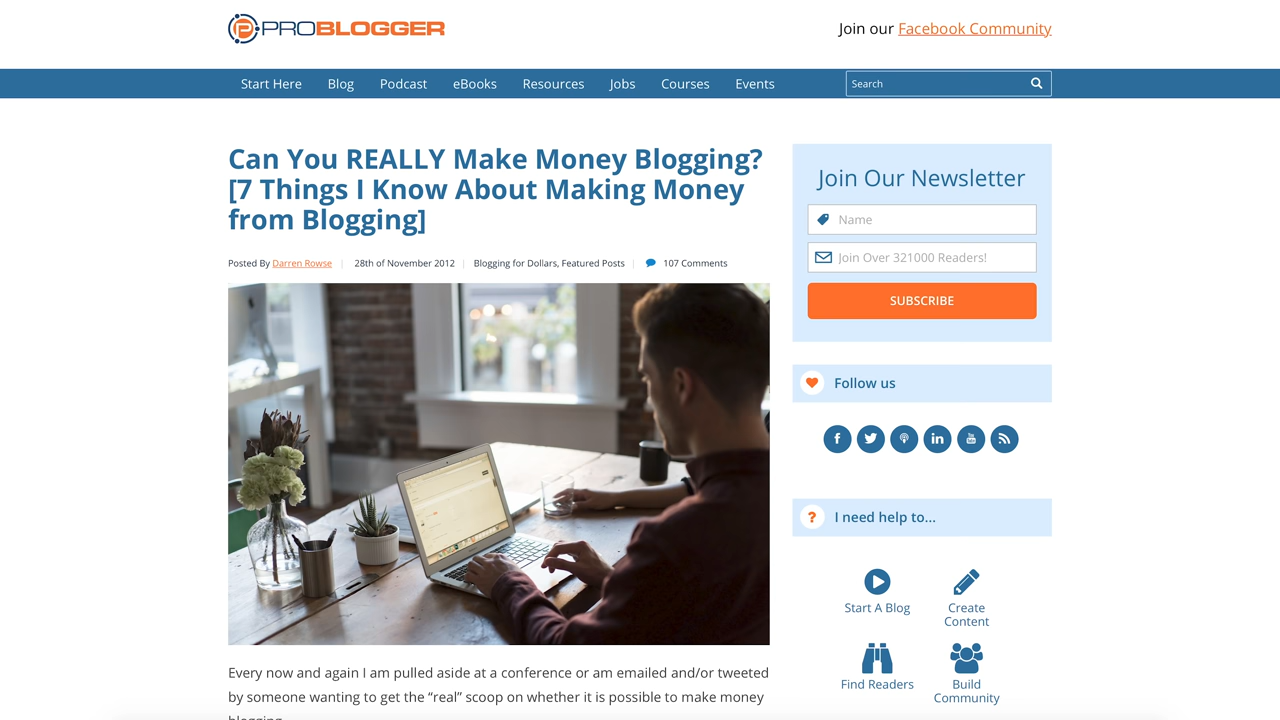 PROBLOGGER
Join our Facebook Community
Start Here Blog Podcast eBooks Resources Jobs Courses Events Search
Can You REALLY Make Money Blogging?
[7 Things I Know About Making Money
from Blogging]
Posted By Darren Rowse | 28th of November 2012 | Blogging for Dollars, Featured Posts | 107 Comments
Every now and again I am pulled aside at a conference or am emailed and/or tweeted
by someone wanting to get the “real” scoop on whether it is possible to make money
blogging
Join Our Newsletter
Name
Join Over 321000 Readers!
SUBSCRIBE
Follow us
I need help to...
Start A Blog
Create
Content
Find Readers
Build
Community